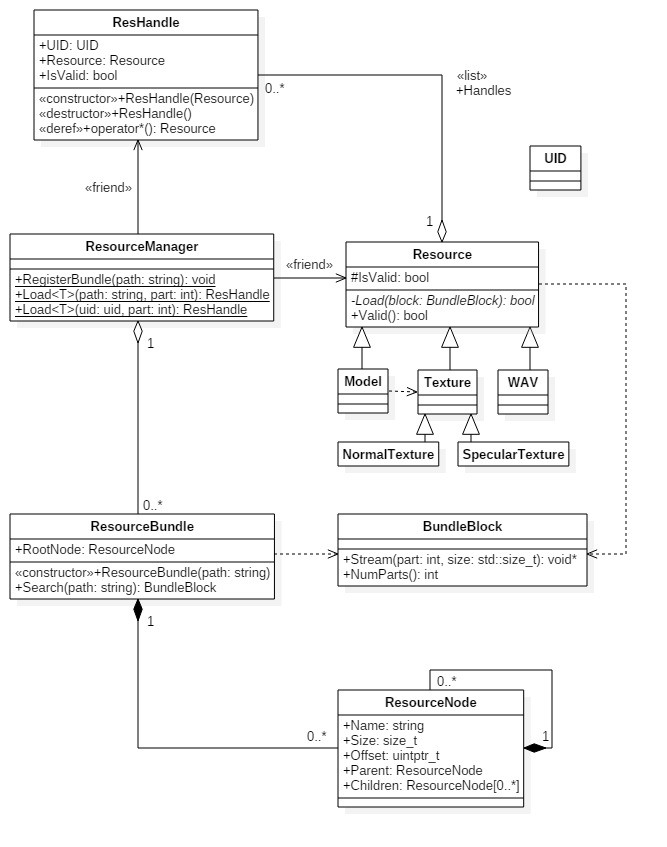 ResHandle
+UID: UID
+Resource: Resource
+IsValid: bool
«constructor»+ResHandle(Resource)
«destructor»+ResHandle()
«deref»+operator*(): Resource
0..*
«list»
+Handles
UID
«friend»
1
ResourceManager
+RegisterBundle(path: string): void
+Load<T>(path: string, part: int): ResHandle
+Load<T>(uid: uid, part: int): ResHandle
«friend»
Resource
#IsValid: bool
-Load(block: BundleBlock): bool
+Valid(): bool
1
Model
Texture
WAV
NormalTexture
SpecularTexture
0..*
ResourceBundle
+RootNode: ResourceNode
«constructor»+ResourceBundle(path: string)
+Search(path: string): BundleBlock
BundleBlock
+Stream(part: int, size: std::size_t): void*
+NumParts(): int
1
0..*
0..*
ResourceNode
+Name: string
+Size: size_t
+Offset: uintptr_t
+Parent: ResourceNode
+Children: ResourceNode[0..*]
1